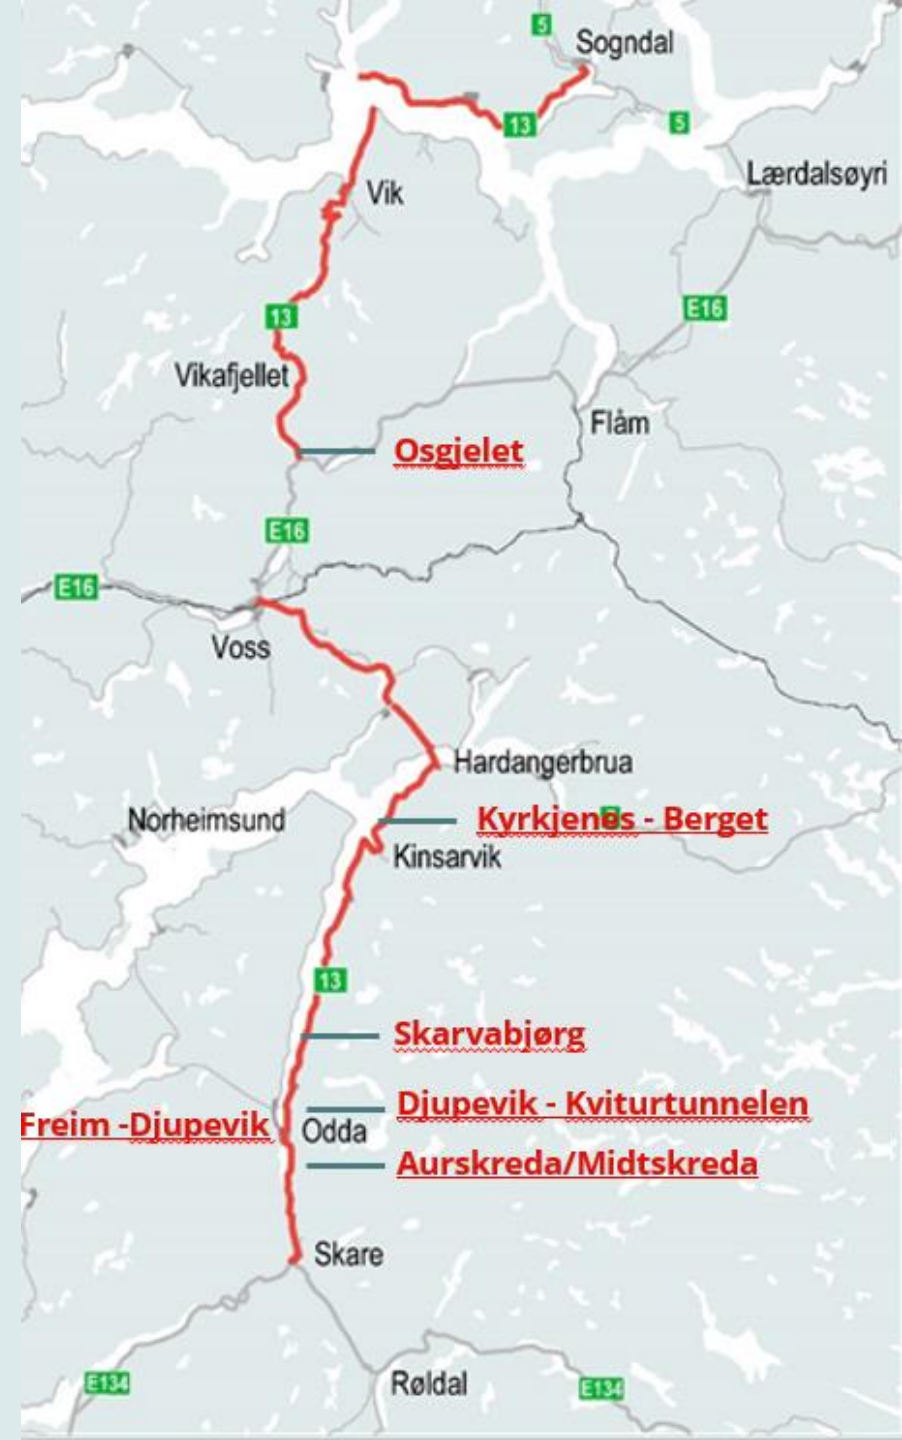 5
Sogndal
13
5
Lærdalsøyri
Vik
E16
13
Vikafjellet
Flåm
Osgjelet
E16
E16
Voss
Hardangerbrua
Norheimsund
Kyrkjenes - Berget
Kinsarvik
13
Skarvabjørg
Djupevik - Kviturtunnelen
Freim -Djupevik
Odda
Aurskreda/Midtskreda
Skare
E134
Røldal
E134